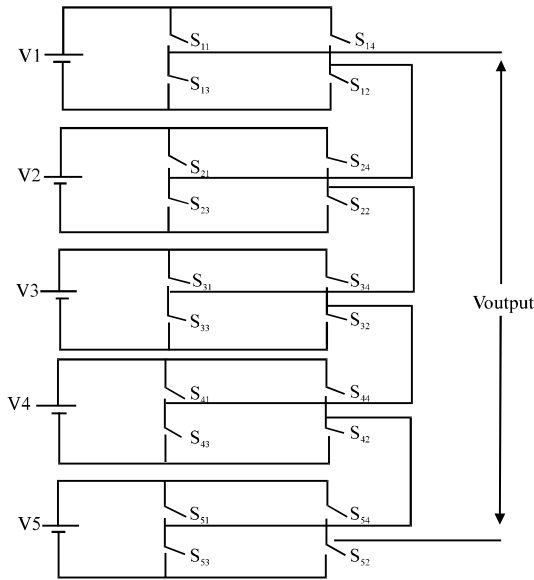 S₁₁
S₁₄
V1
S₁₃
S₁₂
S₂₁
S₂₄
V2
S₂₃
S₂₂
S₃₁
S₃₄
V3
Voutput
S₃₃
S₃₂
S₄₁
S₄₄
V4
S₄₃
S₄₂
S₅₁
S₅₄
V5
S₅₃
S₅₂